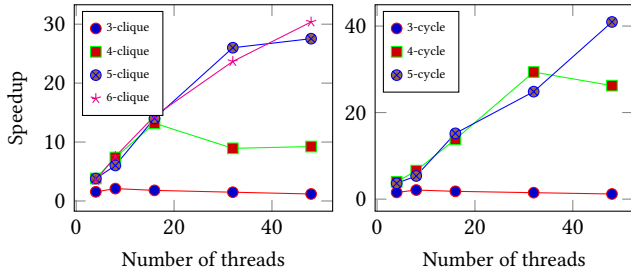 Speedup
30
20
10
0
0
20
40
Number of threads
3-clique
4-clique
5-clique
6-clique
40
20
0
0
20
40
Number of threads
3-cycle
4-cycle
5-cycle